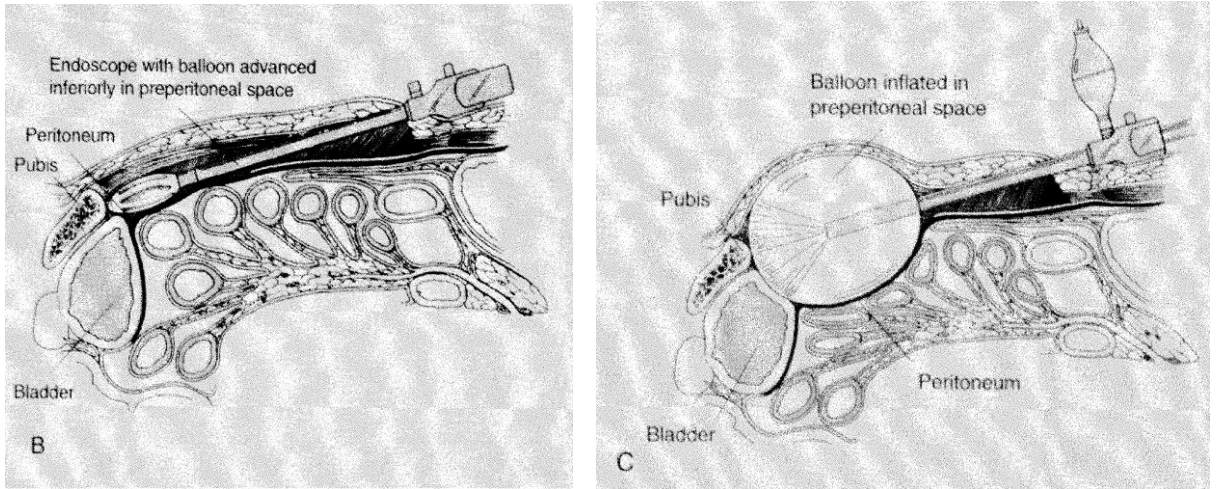 Endoscope with balloon advanced
inferiorly in preperitoneal space
Peritoneum
Pubis
Bladder
B
Balloon inflated in
preperitoneal space
Pubis
Peritoneum
Bladder
C